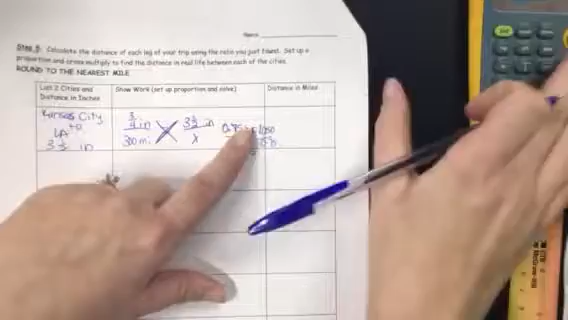 Name
Step 5: Calculate the distance of each leg of your trip using the ratio you just found. Set up a
proportion and cross multiply to find the distance in real life between each of the cities.
ROUND TO THE NEAREST MILE
List 2 Cities and
Distance in Inches
Show Work (set up proportion and solve)
Distance in Miles
Kansas City
to
LA
3 1/2 in
3/4 in
300 mi
3 1/2 in
x